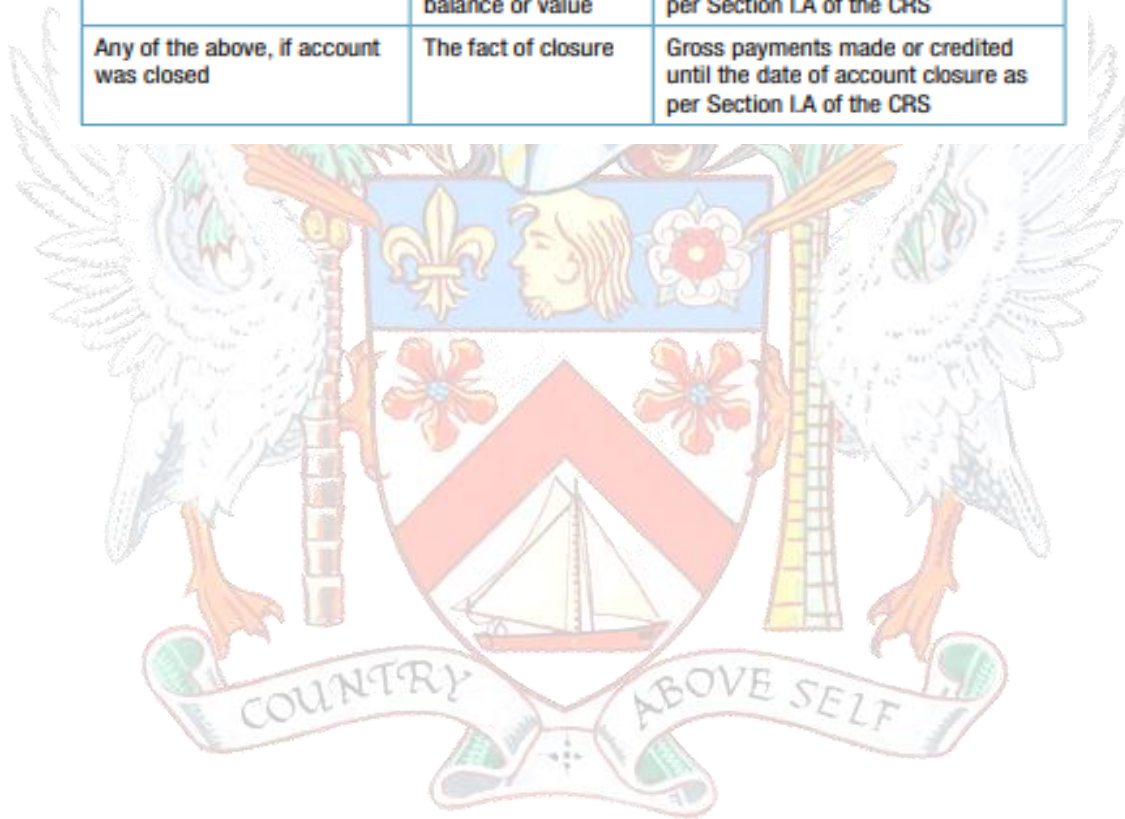 balance or value
per Section I.A of the CRS
Any of the above, if account
was closed
The fact of closure
Gross payments made or credited
until the date of account closure as
per Section I.A of the CRS
COUNTRY
ABOVE SELF